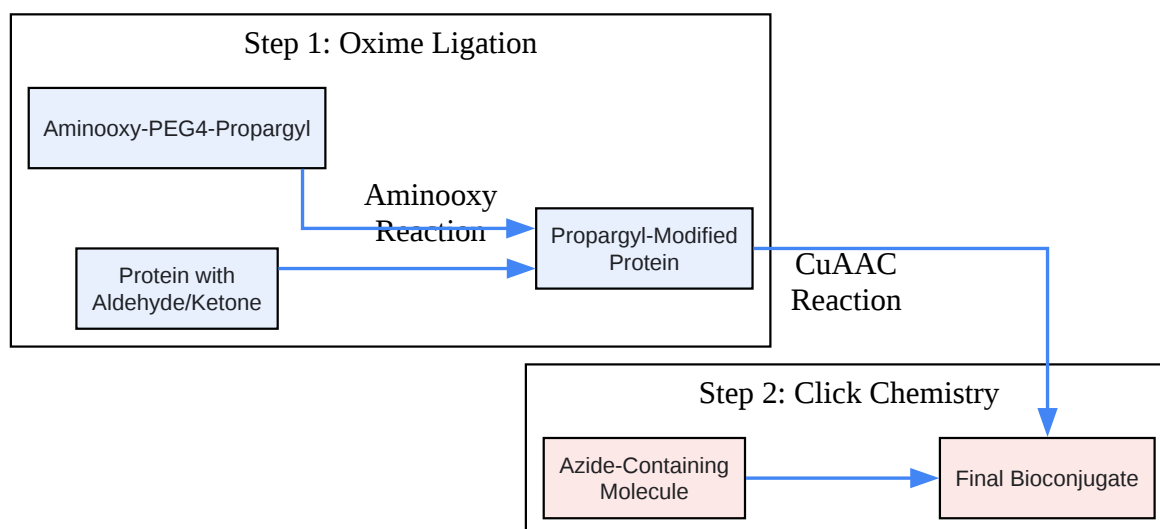 Step 1: Oxime Ligation
Aminooxy-PEG4-Propargyl
Aminooxy
Reaction
Propargyl-Modified
Protein
Protein with
Aldehyde/Ketone
CuAAC
Reaction
Step 2: Click Chemistry
Azide-Containing
Molecule
Final Bioconjugate